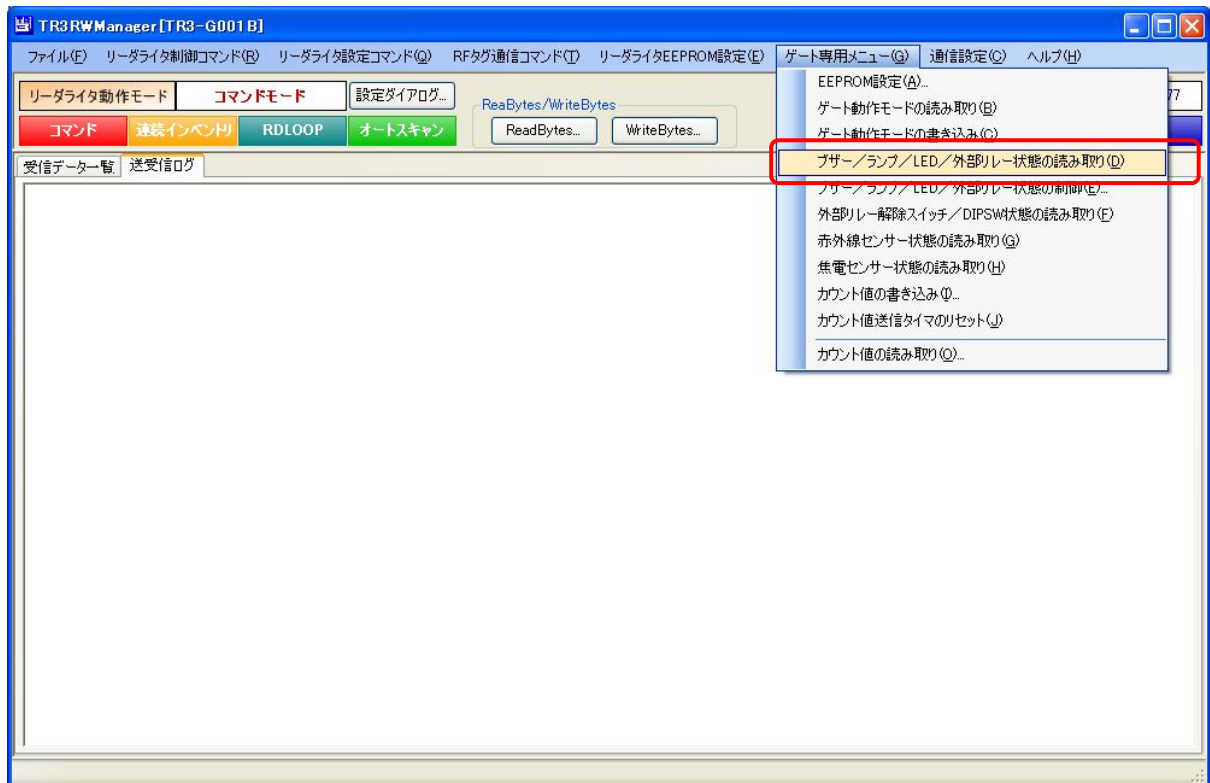 TR3RWManager[TR3-G001B]
ファイル(F) リーダライタ制御コマンド(R) リーダライタ設定コマンド(Q) RFタグ通信コマンド(T) リーダライタEEPROM設定(E) ゲート専用メニュー(G) 通信設定(C) ヘルプ(H)
リーダライタ動作モード コマンドモード 設定ダイアログ...
コマンド 連続インベントリ RDLOOP オートスキャン
ReaBytes/WriteBytes
ReadBytes... WriteBytes...
77
受信データ一覧 送受信ログ
EEPROM設定(A)...
ゲート動作モードの読み取り(B)
ゲート動作モードの書き込み(C)
ブザー／ランプ／LED／外部リレー状態の読み取り(D)
ブザー／ランプ／LED／外部リレー状態の制御(E)...
外部リレー解除スイッチ／DIPSW状態の読み取り(F)
赤外線センサー状態の読み取り(G)
焦電センサー状態の読み取り(H)
カウント値の書き込み(I)...
カウント値送信タイマのリセット(J)
カウント値の読み取り(O)...